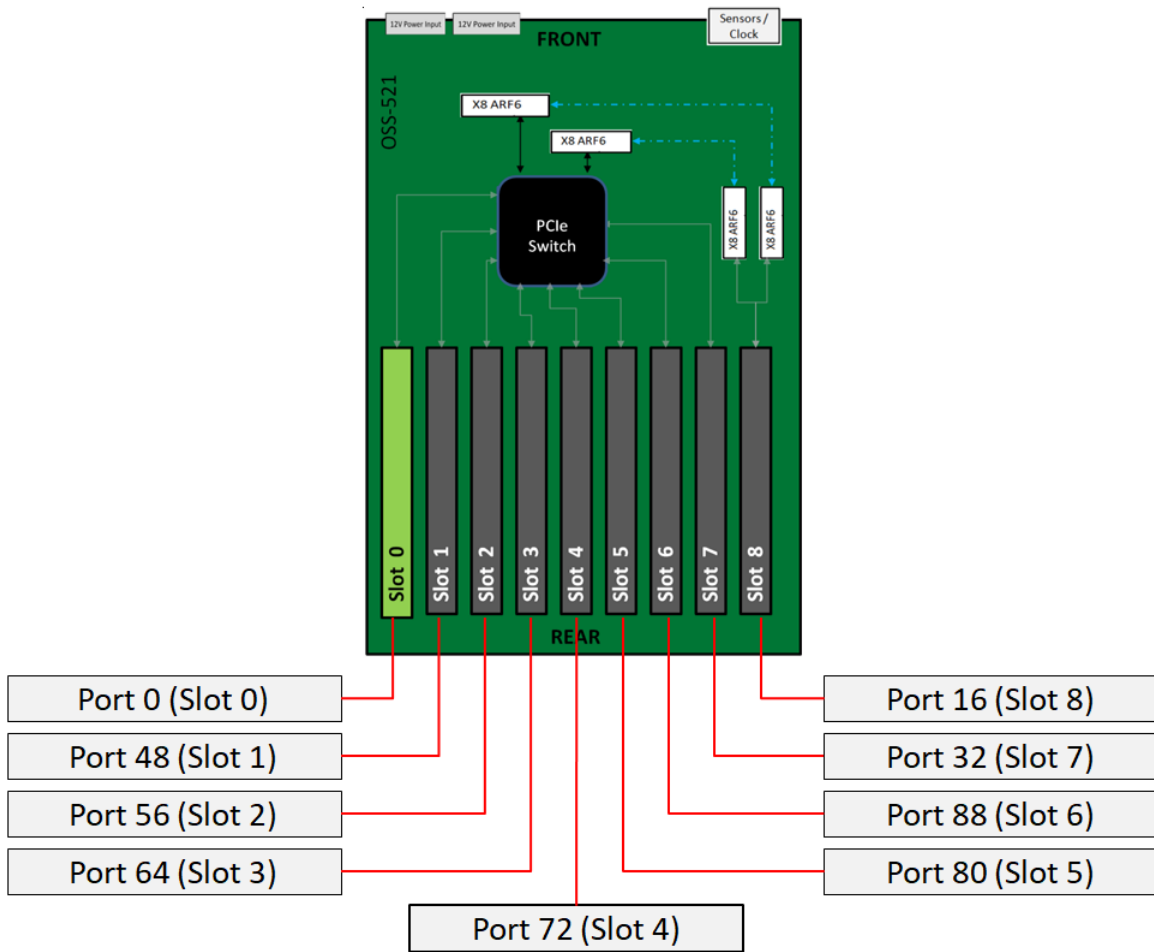 12V Power Input
12V Power Input
Sensors /
Clock
FRONT
OSS-521
X8 ARF6
X8 ARF6
X8 ARF6
X8 ARF6
PCIe
Switch
Slot 0
Slot 1
Slot 2
Slot 3
Slot 4
Slot 5
Slot 6
Slot 7
Slot 8
REAR
Port 0 (Slot 0)
Port 48 (Slot 1)
Port 56 (Slot 2)
Port 64 (Slot 3)
Port 72 (Slot 4)
Port 16 (Slot 8)
Port 32 (Slot 7)
Port 88 (Slot 6)
Port 80 (Slot 5)